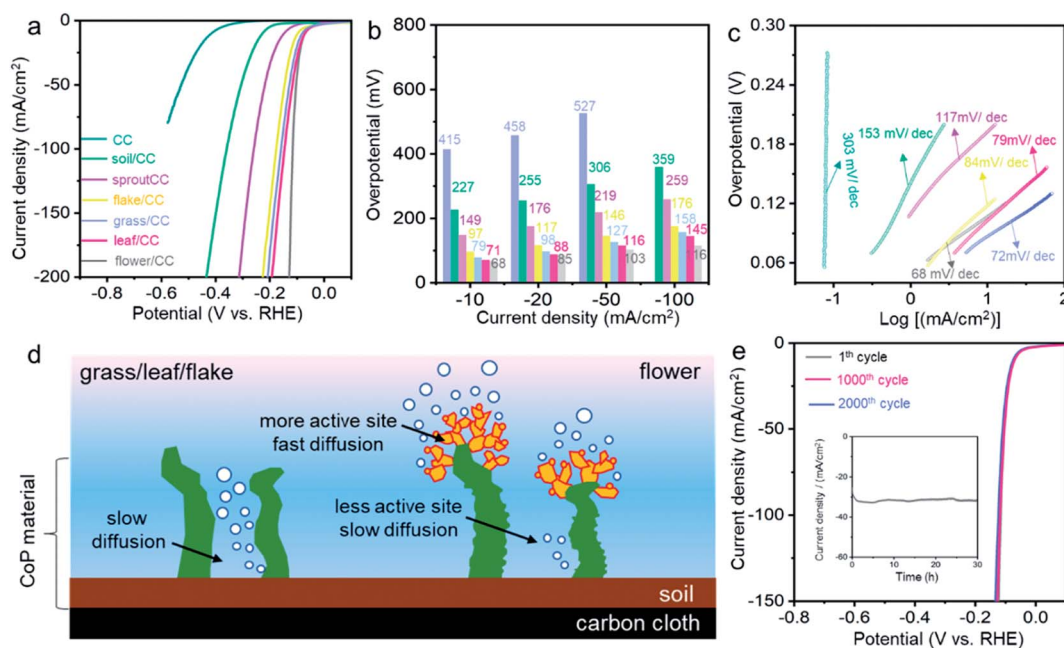 a
Current density (mA/cm²)
0
-50
-100
-150
-200
CC
soil/CC
sproutCC
flake/CC
grass/CC
leaf/CC
flower/CC
-0.8
-0.6
-0.4
-0.2
0.0
Potential (V vs. RHE)
b
Overpotential (mV)
800
600
400
200
0
415
227
149
97
79
71
68
458
255
176
117
98
88
85
527
306
219
146
127
116
103
359
259
176
158
145
116
-10
-20
-50
-100
Current density (mA/cm²)
c
Overpotential (V)
0.30
0.24
0.18
0.12
0.06
303 mV/ dec
153 mV/ dec
117mV/ dec
79mV/ dec
84mV/ dec
68 mV/ dec
72mV/ dec
-1
0
1
2
Log [(mA/cm²)]
d
grass/leaf/flake
flower
more active site
fast diffusion
less active site
slow diffusion
slow
diffusion
CoP material
soil
carbon cloth
e
Current density (mA/cm²)
0
-50
-100
-150
1th cycle
1000th cycle
2000th cycle
Current density / (mA/cm²)
0
-20
-40
-60
0
10
20
30
Time (h)
-0.8
-0.6
-0.4
-0.2
0.0
Potential (V vs. RHE)